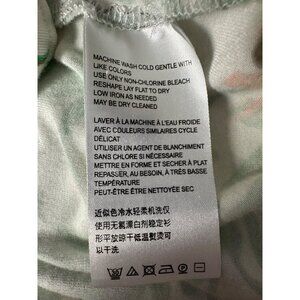 MACHINE WASH COLD GENTLE WITH
LIKE COLORS
USE ONLY NON-CHLORINE BLEACH
RESHAPE LAY FLAT TO DRY
LOW IRON AS NEEDED
MAY BE DRY CLEANED
LAVER À LA MACHINE À L'EAU FROIDE
AVEC COULEURS SIMILAIRES CYCLE
DÉLICAT
UTILISER UN AGENT DE BLANCHIMENT
SANS CHLORE SI NÉCESSAIRE
METTRE EN FORME ET SECHER À PLAT
REPASSER, AU BESOIN, À TRÈS BASSE
TEMPÉRATURE
PEUT-ÊTRE ÊTRE NETTOYÉE SEC
近似色冷水轻柔机洗仅
使用无氯漂白剂稳定衫
形平放晾干低温熨烫可
以干洗